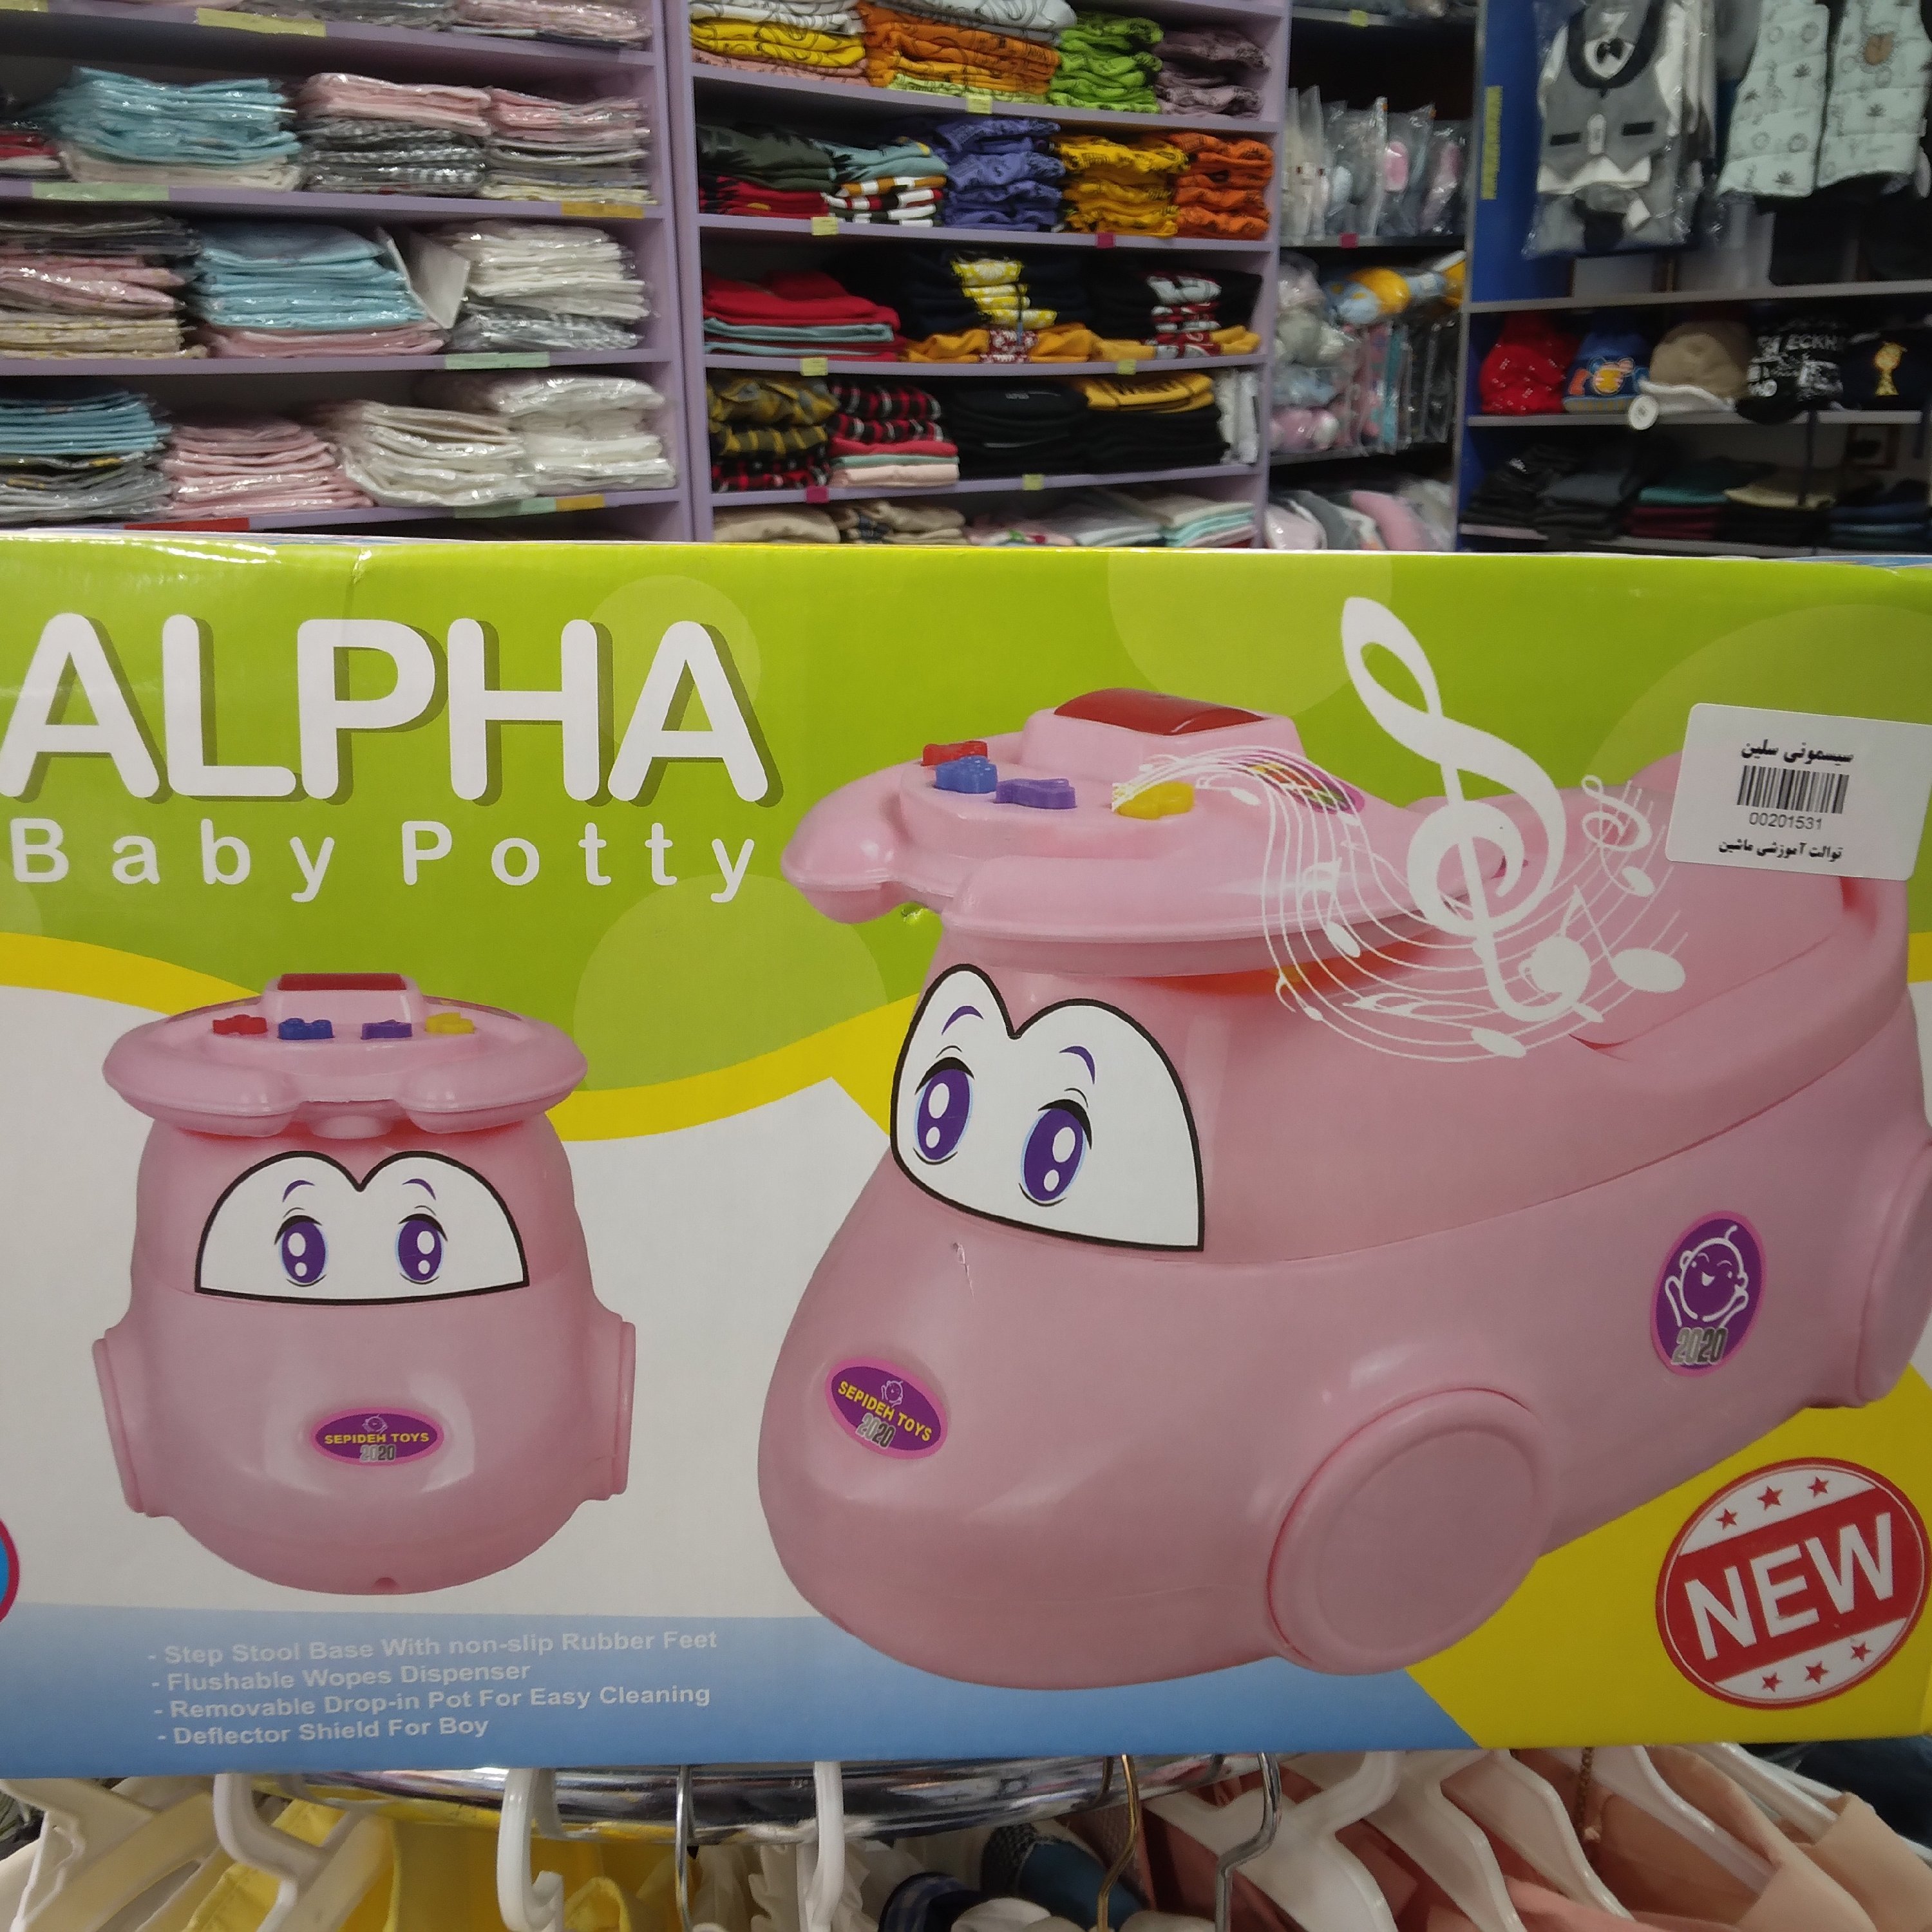 ALPHA
Baby Potty
سیسمونی سلین
00201531
توالت آموزشی ماشین
SEPIDEH TOYS
2020
SEPIDEH TOYS
2020
2020
NEW
- Step Stool Base With non-slip Rubber Feet
- Flushable Wopes Dispenser
- Removable Drop-in Pot For Easy Cleaning
- Deflector Shield For Boy